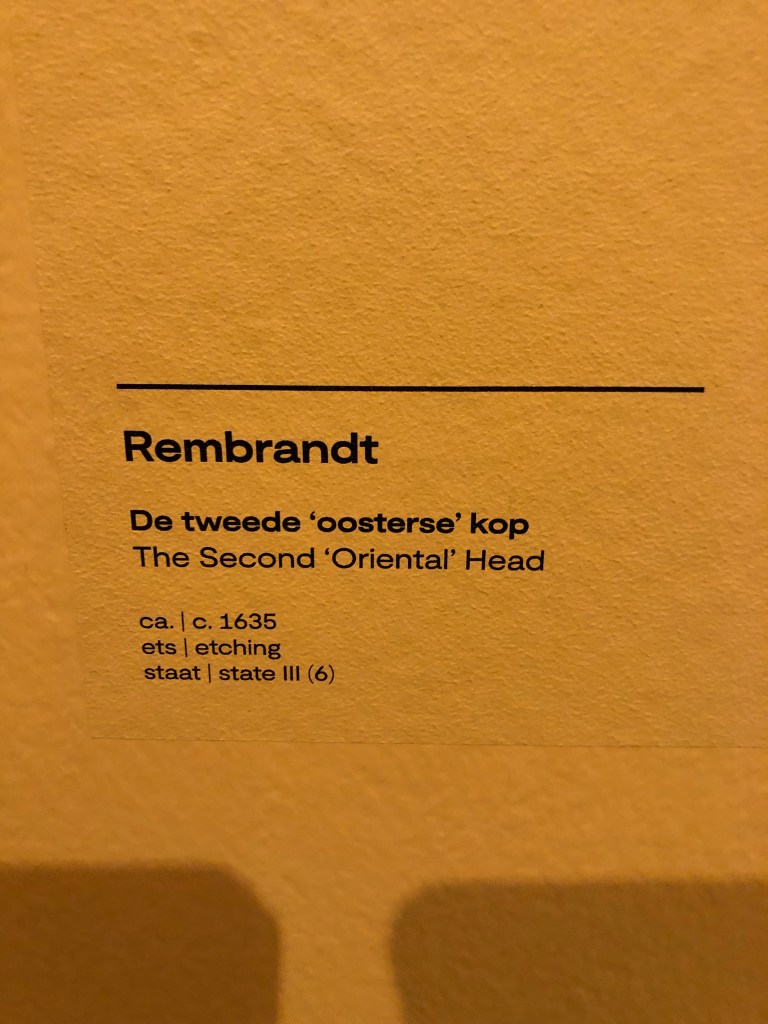 Rembrandt
De tweede ‘oosterse’ kop
The Second ‘Oriental’ Head
ca. | c. 1635
ets | etching
staat | state III (6)